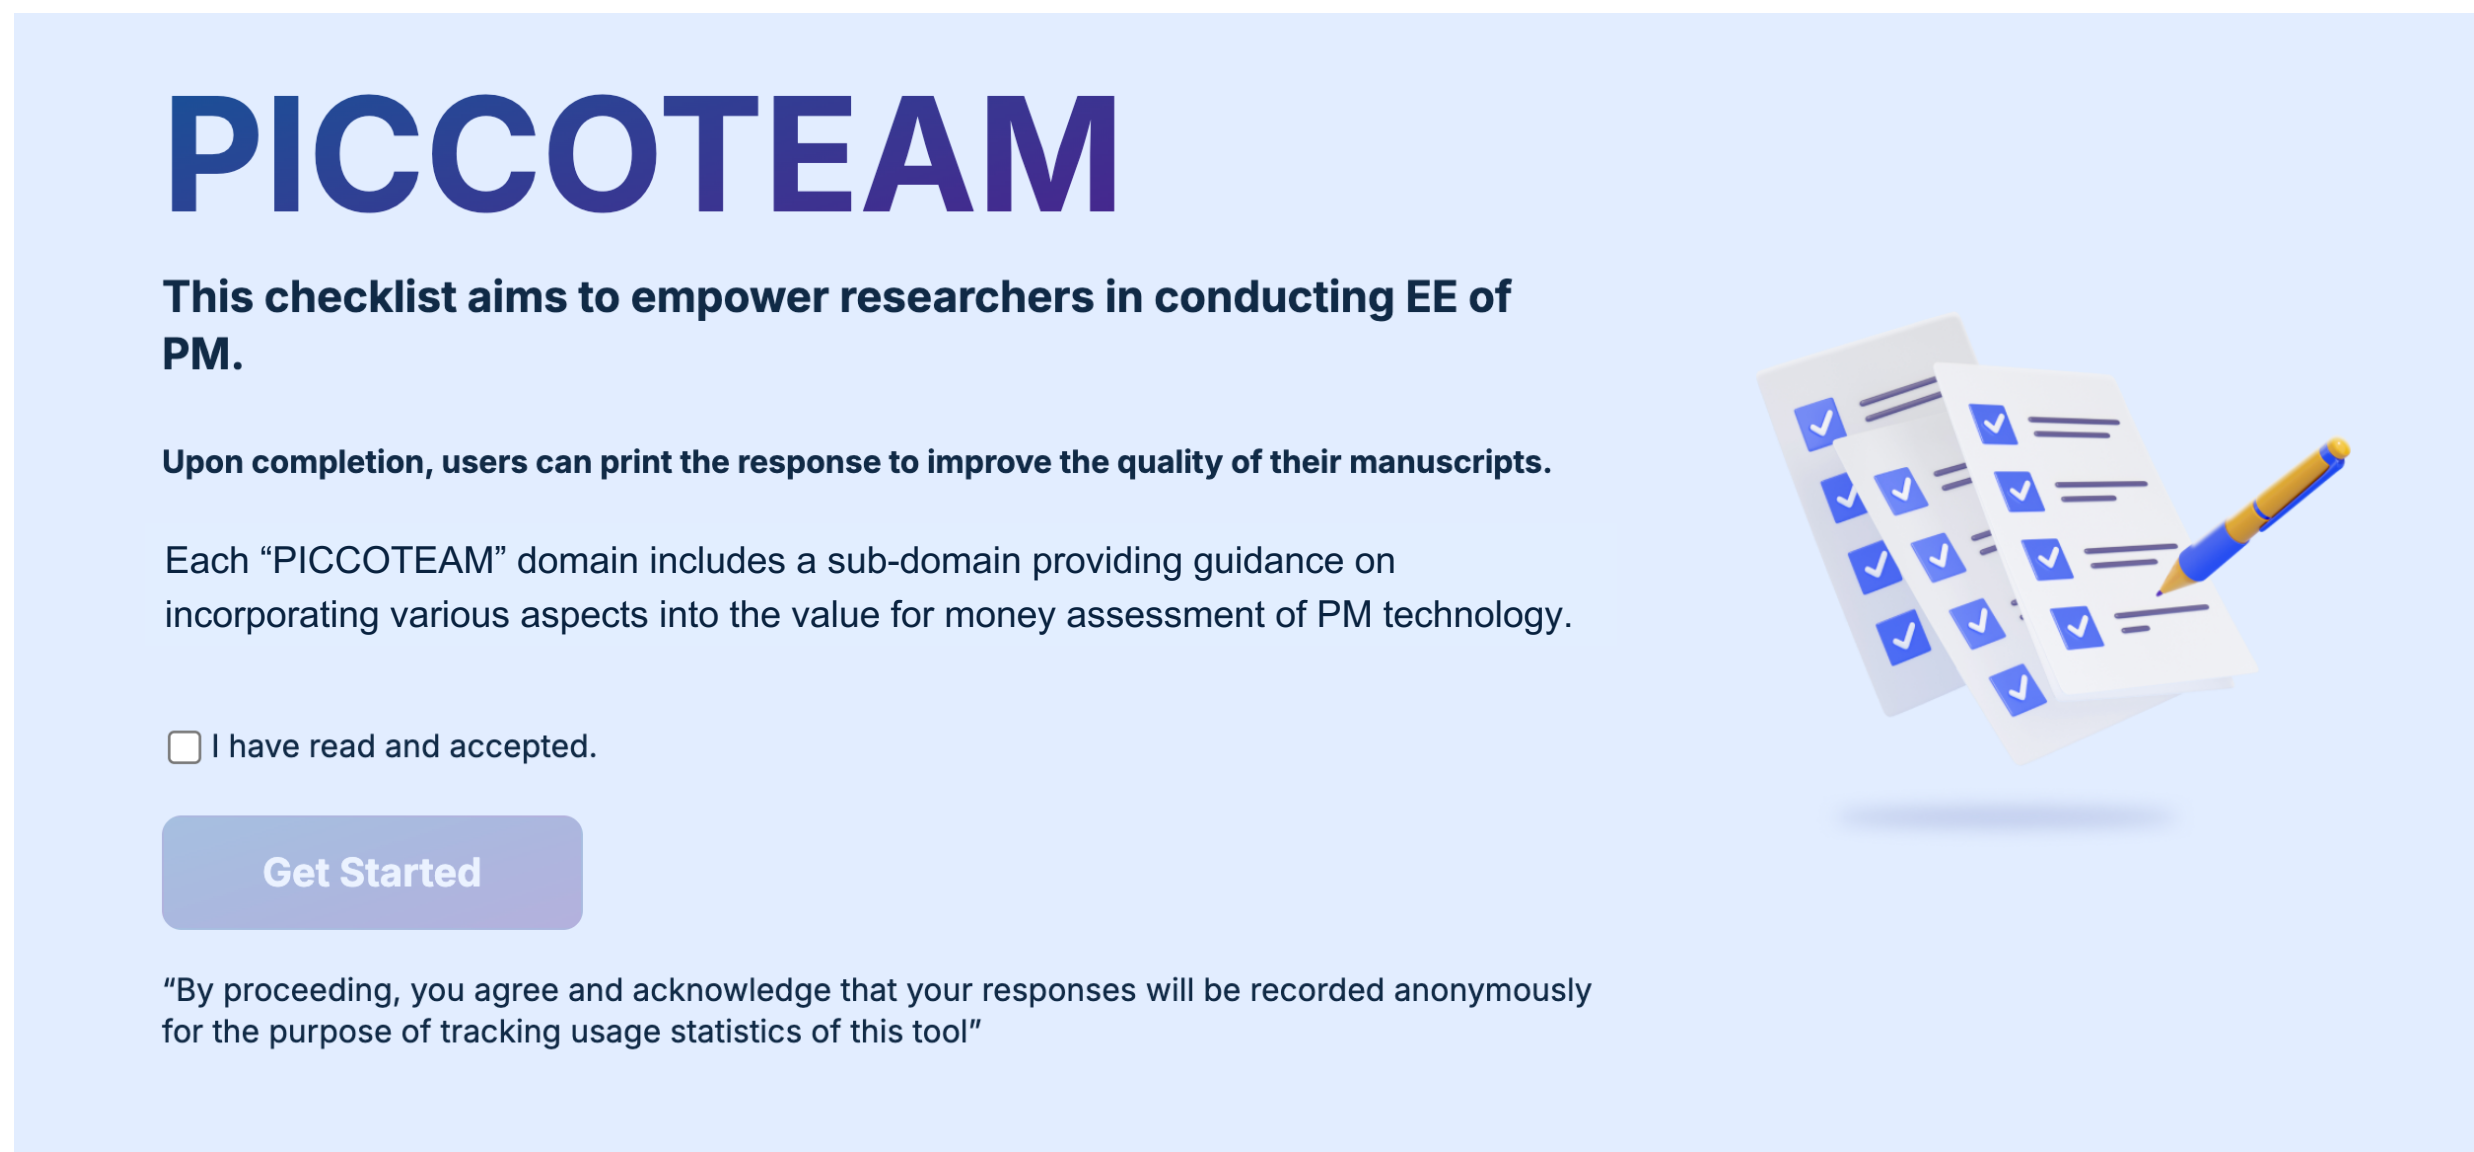 PICCOTEAM
This checklist aims to empower researchers in conducting EE of
PM.
Upon completion, users can print the response to improve the quality of their manuscripts.
Each “PICCOTEAM” domain includes a sub-domain providing guidance on
incorporating various aspects into the value for money assessment of PM technology.
I have read and accepted.
Get Started
“By proceeding, you agree and acknowledge that your responses will be recorded anonymously
for the purpose of tracking usage statistics of this tool”